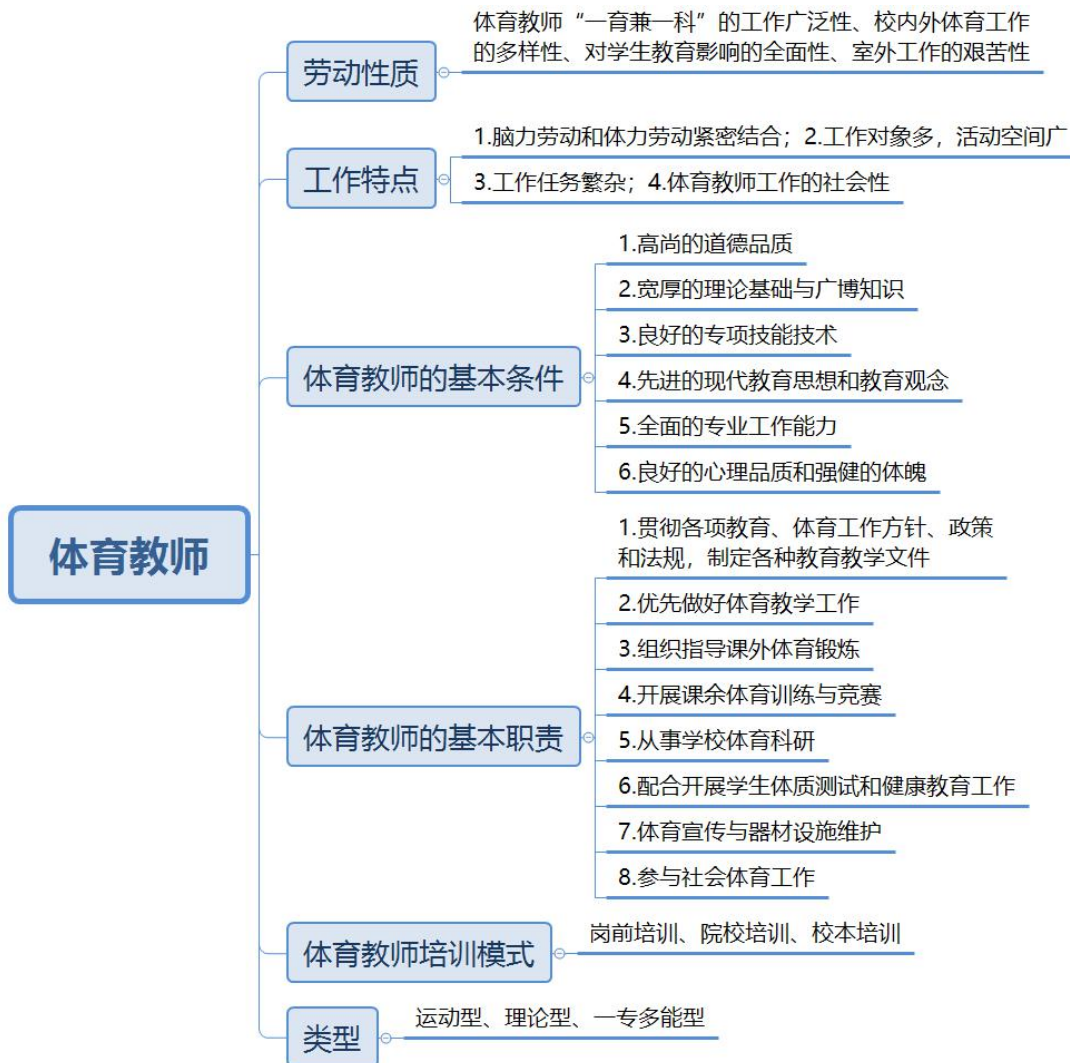 体育教师
劳动性质
体育教师“一育兼一科”的工作广泛性、校内外体育工作
的多样性、对学生教育影响的全面性、室外工作的艰苦性
工作特点
1.脑力劳动和体力劳动紧密结合；2.工作对象多，活动空间广
3.工作任务繁杂；4.体育教师工作的社会性
体育教师的基本条件
1.高尚的道德品质
2.宽厚的理论基础与广博知识
3.良好的专项技能技术
4.先进的现代教育思想和教育观念
5.全面的专业工作能力
6.良好的心理品质和强健的体魄
体育教师的基本职责
1.贯彻各项教育、体育工作方针、政策
和法规，制定各种教育教学文件
2.优先做好体育教学工作
3.组织指导课外体育锻炼
4.开展课余体育训练与竞赛
5.从事学校体育科研
6.配合开展学生体质测试和健康教育工作
7.体育宣传与器材设施维护
8.参与社会体育工作
体育教师培训模式
岗前培训、院校培训、校本培训
类型
运动型、理论型、一专多能型